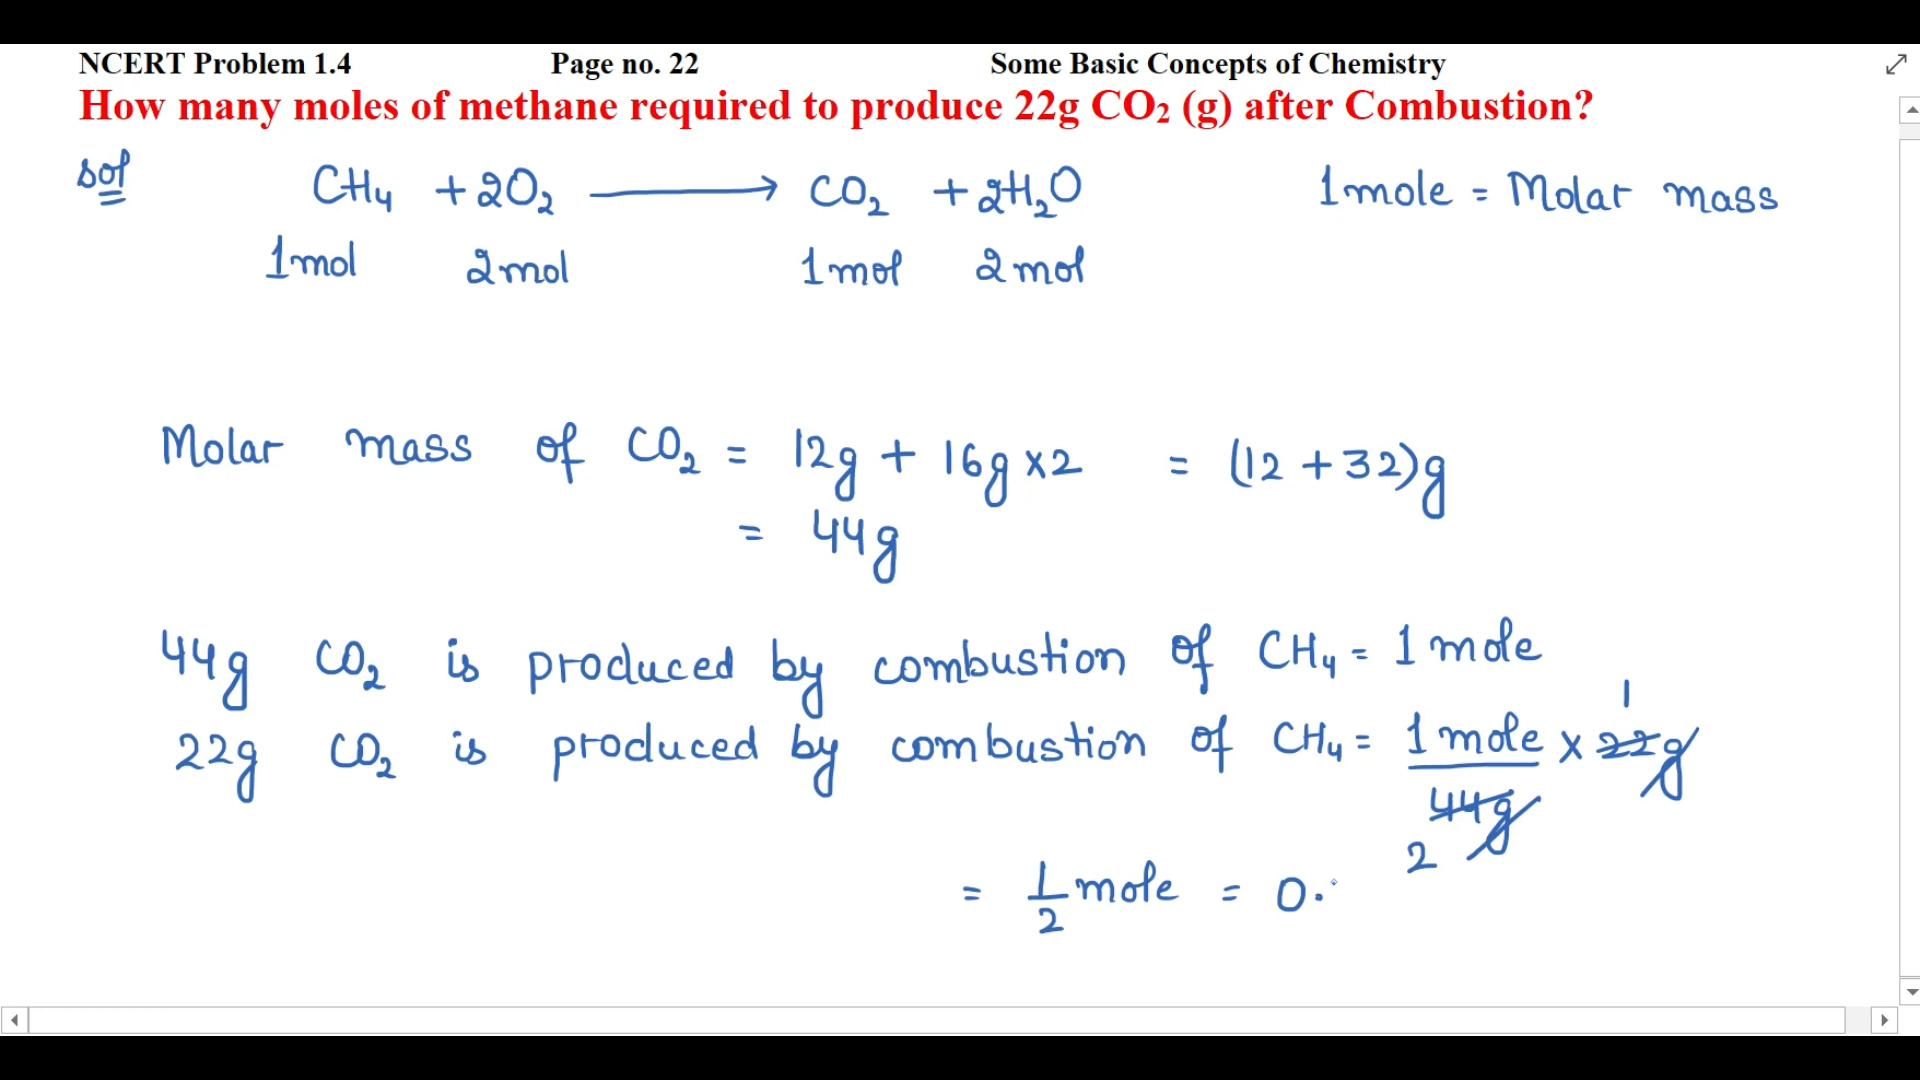 NCERT Problem 1.4 Page no. 22 Some Basic Concepts of Chemistry
How many moles of methane required to produce 22g CO₂ (g) after Combustion?
Sol CH₄ + 2O₂ ⟶ CO₂ + 2H₂O 1mole = Molar mass
1mol 2mol 1mol 2mol
Molar mass of CO₂ = 12g + 16g x2 = (12 + 32)g
= 44g
44g CO₂ is produced by combustion of CH₄ = 1 mole
1
22g CO₂ is produced by combustion of CH₄ = 1 mole x 22g
44g
2
= 1/2 mole = 0.